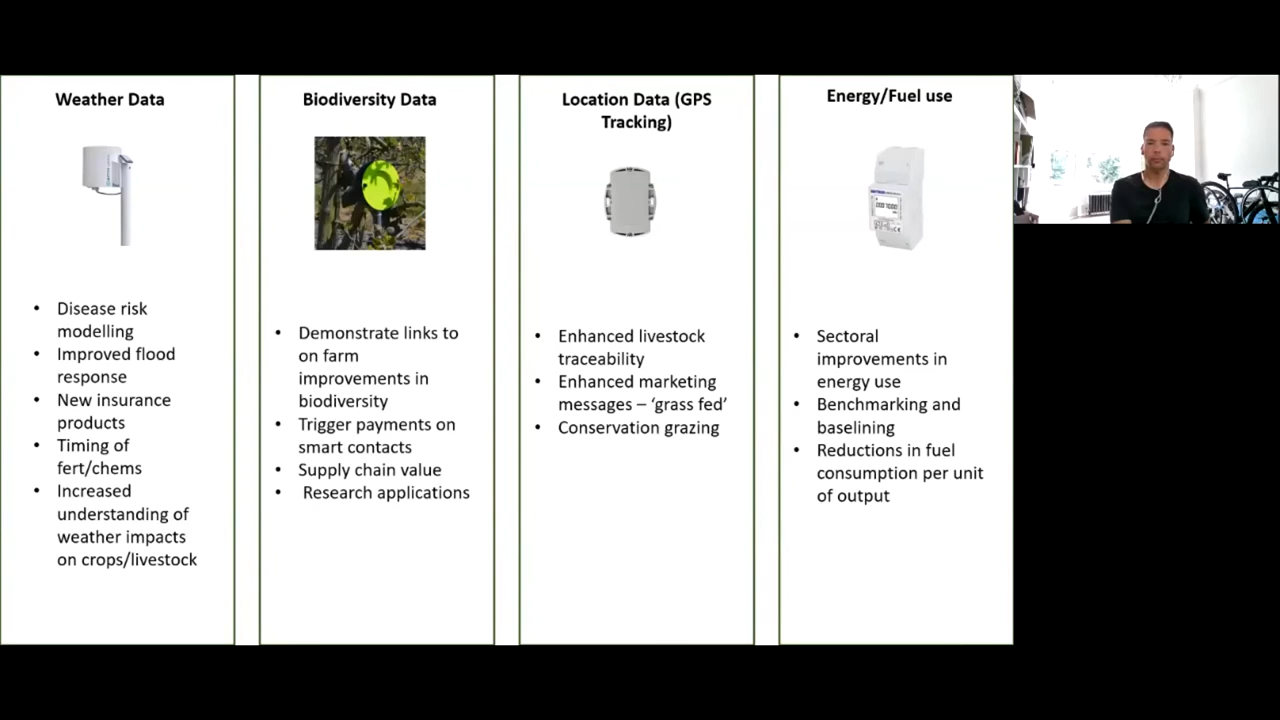 Weather Data
Disease risk
modelling
Improved flood
response
New insurance
products
Timing of
fert/chems
Increased
understanding of
weather impacts
on crops/livestock
Biodiversity Data
Demonstrate links to
on farm
improvements in
biodiversity
Trigger payments on
smart contacts
Supply chain value
Research applications
Location Data (GPS
Tracking)
Enhanced livestock
traceability
Enhanced marketing
messages – ‘grass fed’
Conservation grazing
Energy/Fuel use
Sectoral
improvements in
energy use
Benchmarking and
baselining
Reductions in fuel
consumption per unit
of output